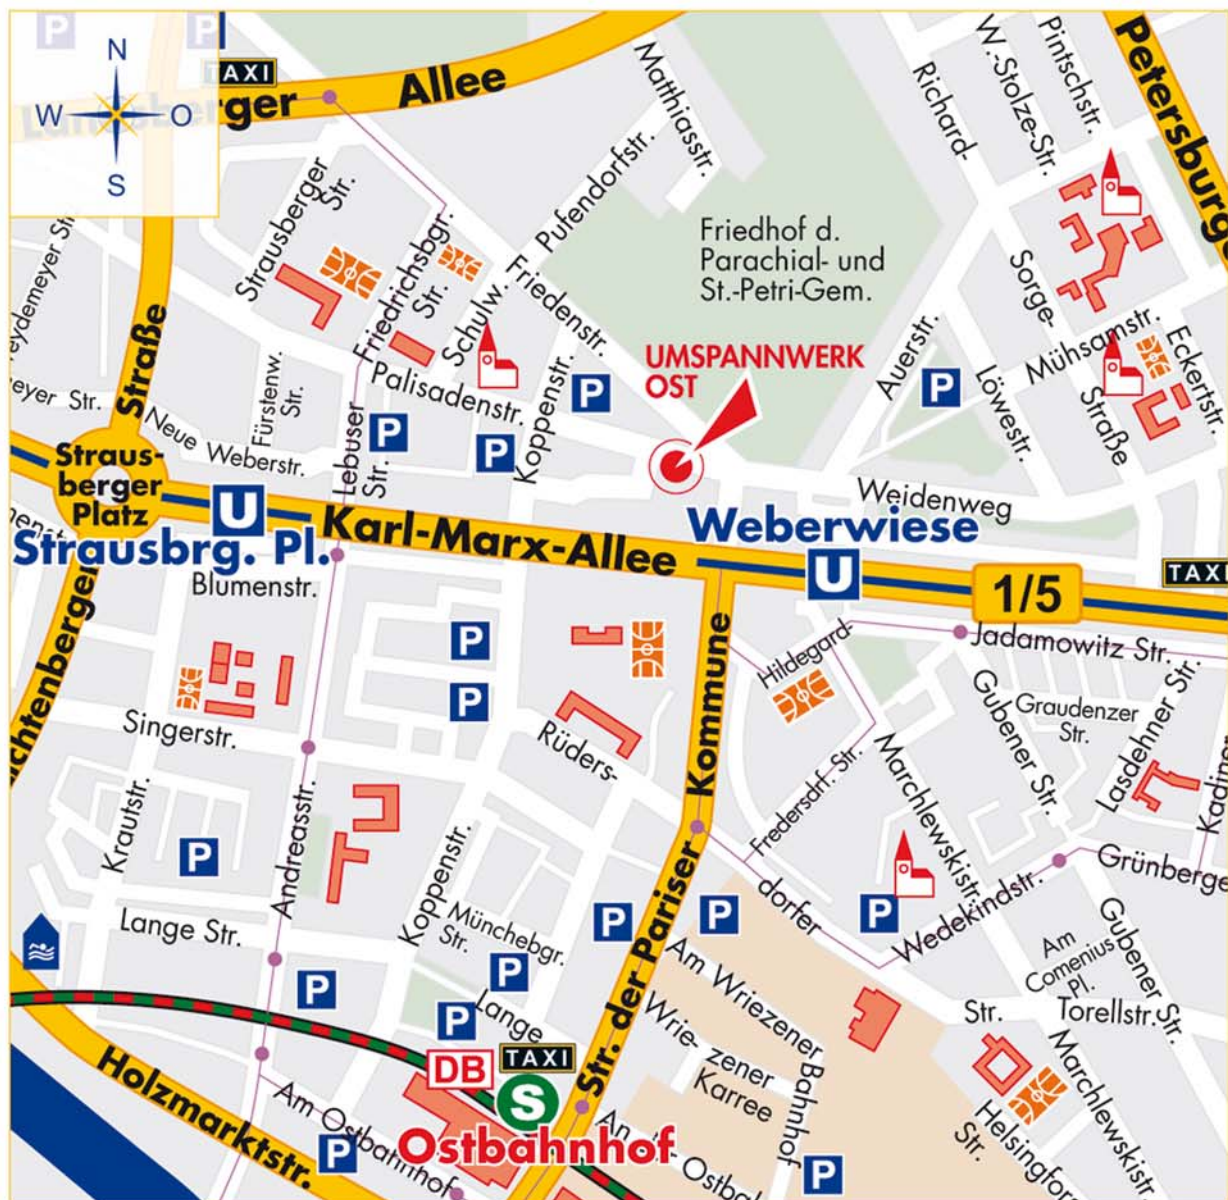 N
W
O
S
P
P
TAXI
rger Allee
Matthiasstr.
Richard-
W.-Stolze-Str.
Pintschstr.
Petersburge
Strausberger
Str.
Friedrichsbgr.
Str.
Schulw.
Pufendorfstr.
Friedenstr.
Friedhof d.
Parachial- und
St.-Petri-Gem.
Sorge-
Straße
Mühsamstr.
Eckertstr.
Auerstr.
Löwestr.
P
UMSPANNWERK
OST
P
Straße
eyer Str.
Neue Weberstr.
Fürstenw.
Str.
Lebuser
Str.
Palisadenstr.
Koppenstr.
P
P
Weidenweg
Straus-
berger
Platz
U
Strausbrg. Pl.
Karl-Marx-Allee
Weberwiese
U
1/5
TAXI
Blumenstr.
ichtenberger
P
P
Singerstr.
Krautstr.
Andreasstr.
P
Rüders-
dorfer
Str.
Hildegard-
Jadamowitz Str.
Gubener Str.
Graudenzer
Str.
Lasdehner Str.
Kadiner
Fredersdrf. Str.
Marchlewskistr.
Str. der Pariser Kommune
Koppenstr.
Lange Str.
Münchebgr.
Str.
P
P
P
P
P
P
Lange
Wedekindstr.
Grünberge
Gubener Str.
Am
Comenius
Pl.
Torellstr.
Marchlewskistr
Am Wriezener
Bahnhof
Wrie- zener
Karree
Helsingfor
Str.
DB
TAXI
S
Ostbahnhof
Holzmarktstr.
Am Ostbahnhof
P
P